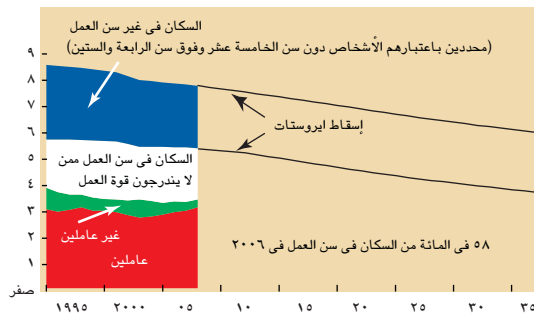 السكان فى غير سن العمل
(محددين باعتبارهم الأشخاص دون سن الخامسة عشر وفوق سن الرابعة والستين)
٩
٨
٧
٦
٥
٤
٣
٢
١
صفر
إسقاط ايروستات
السكان فى سن العمل ممن
لا يندرجون قوة العمل
غير عاملين
عاملين
٥٨ فى المائة من السكان فى سن العمل فى ٢٠٠٦
١٩٩٥ ٢٠٠٠ ٠٥ ١٠ ١٥ ٢٠ ٢٥ ٣٠ ٣٥